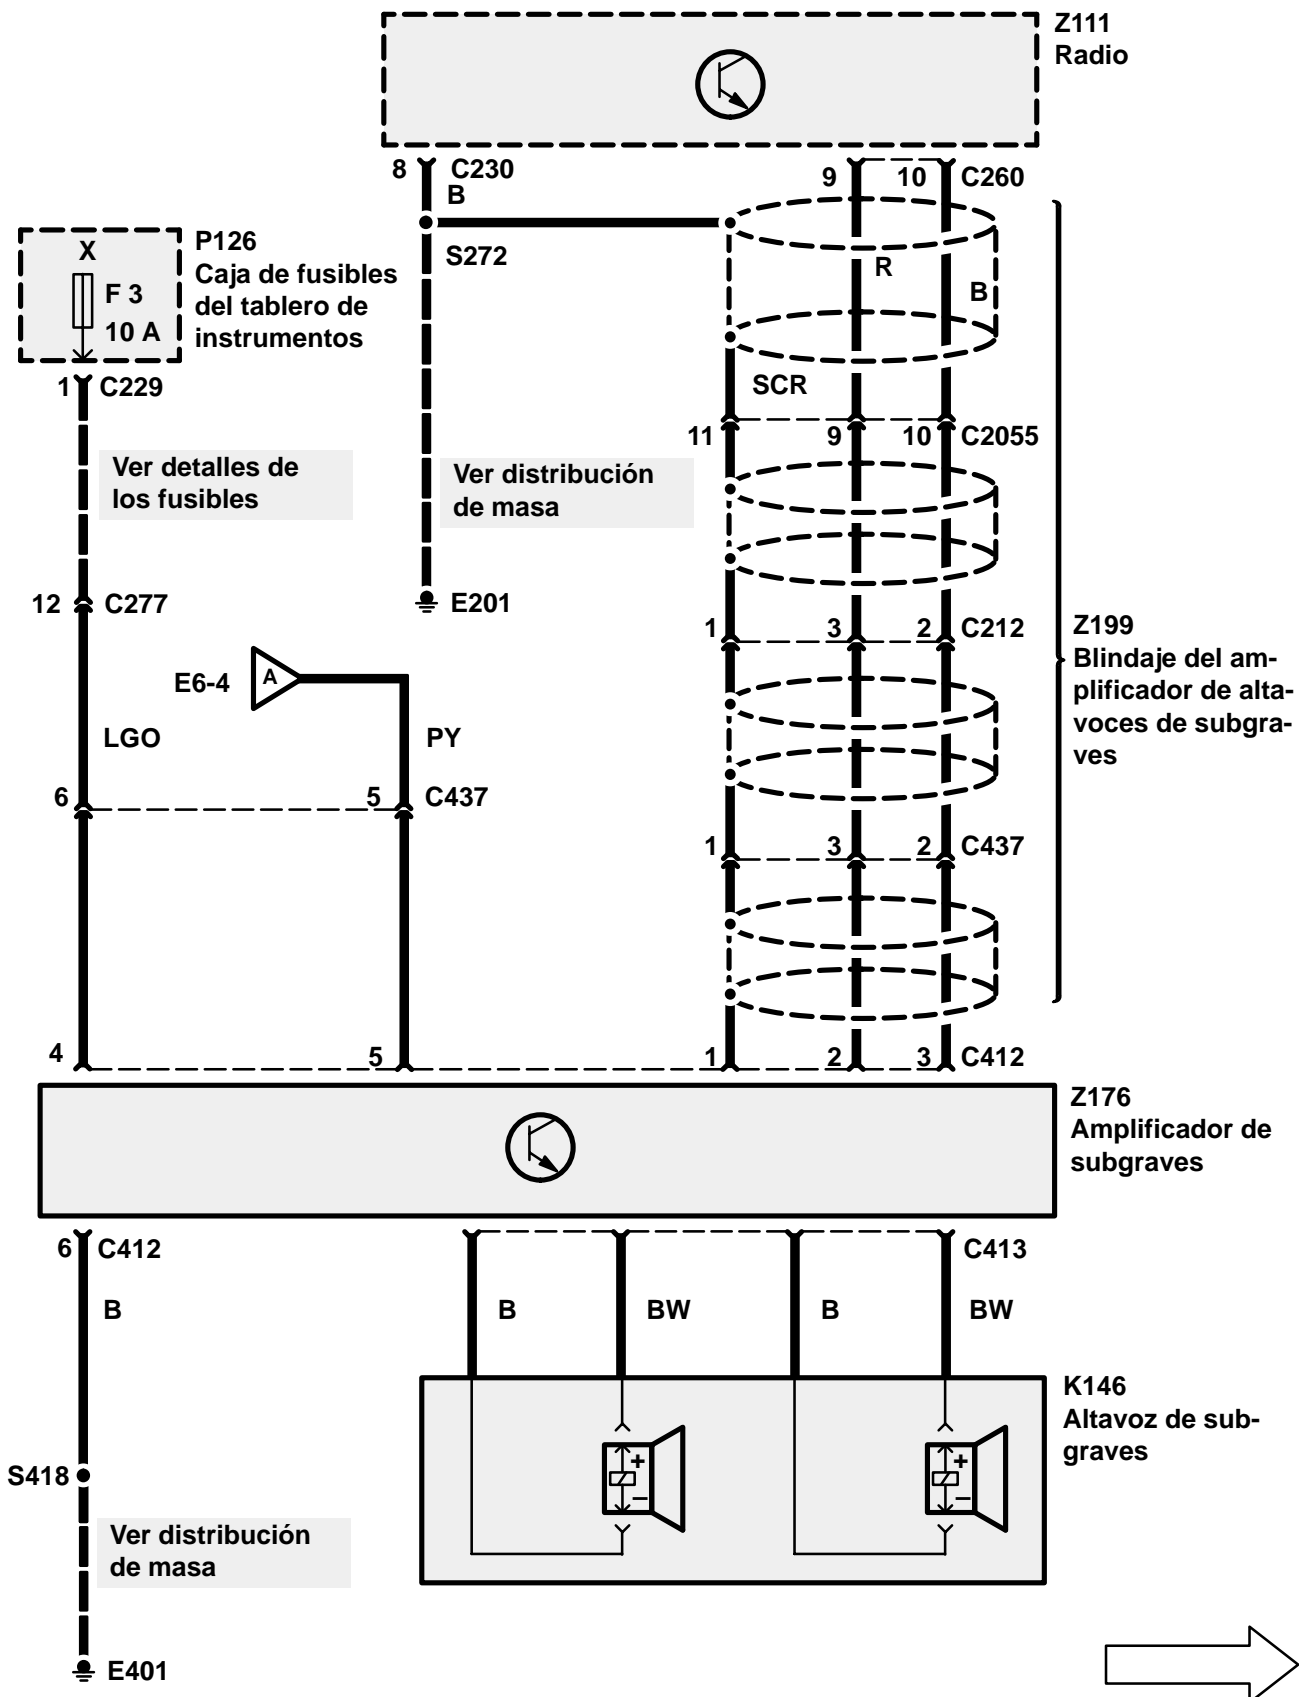 Z111
Radio
8 C230
9 10 C260
B
S272
R
B
X
F 3
10 A
P126
Caja de fusibles
del tablero de
instrumentos
1 C229
SCR
11 9 10 C2055
Ver detalles de
los fusibles
Ver distribución
de masa
12 C277
E201
1 3 2 C212
Z199
Blindaje del am-
plificador de alta-
voces de subgra-
ves
E6-4 A
LGO
PY
6 5 C437
1 3 2 C437
4 5 1 2 3 C412
Z176
Amplificador de
subgraves
6 C412
C413
B
B BW B BW
K146
Altavoz de sub-
graves
+ +
– –
S418
Ver distribución
de masa
E401